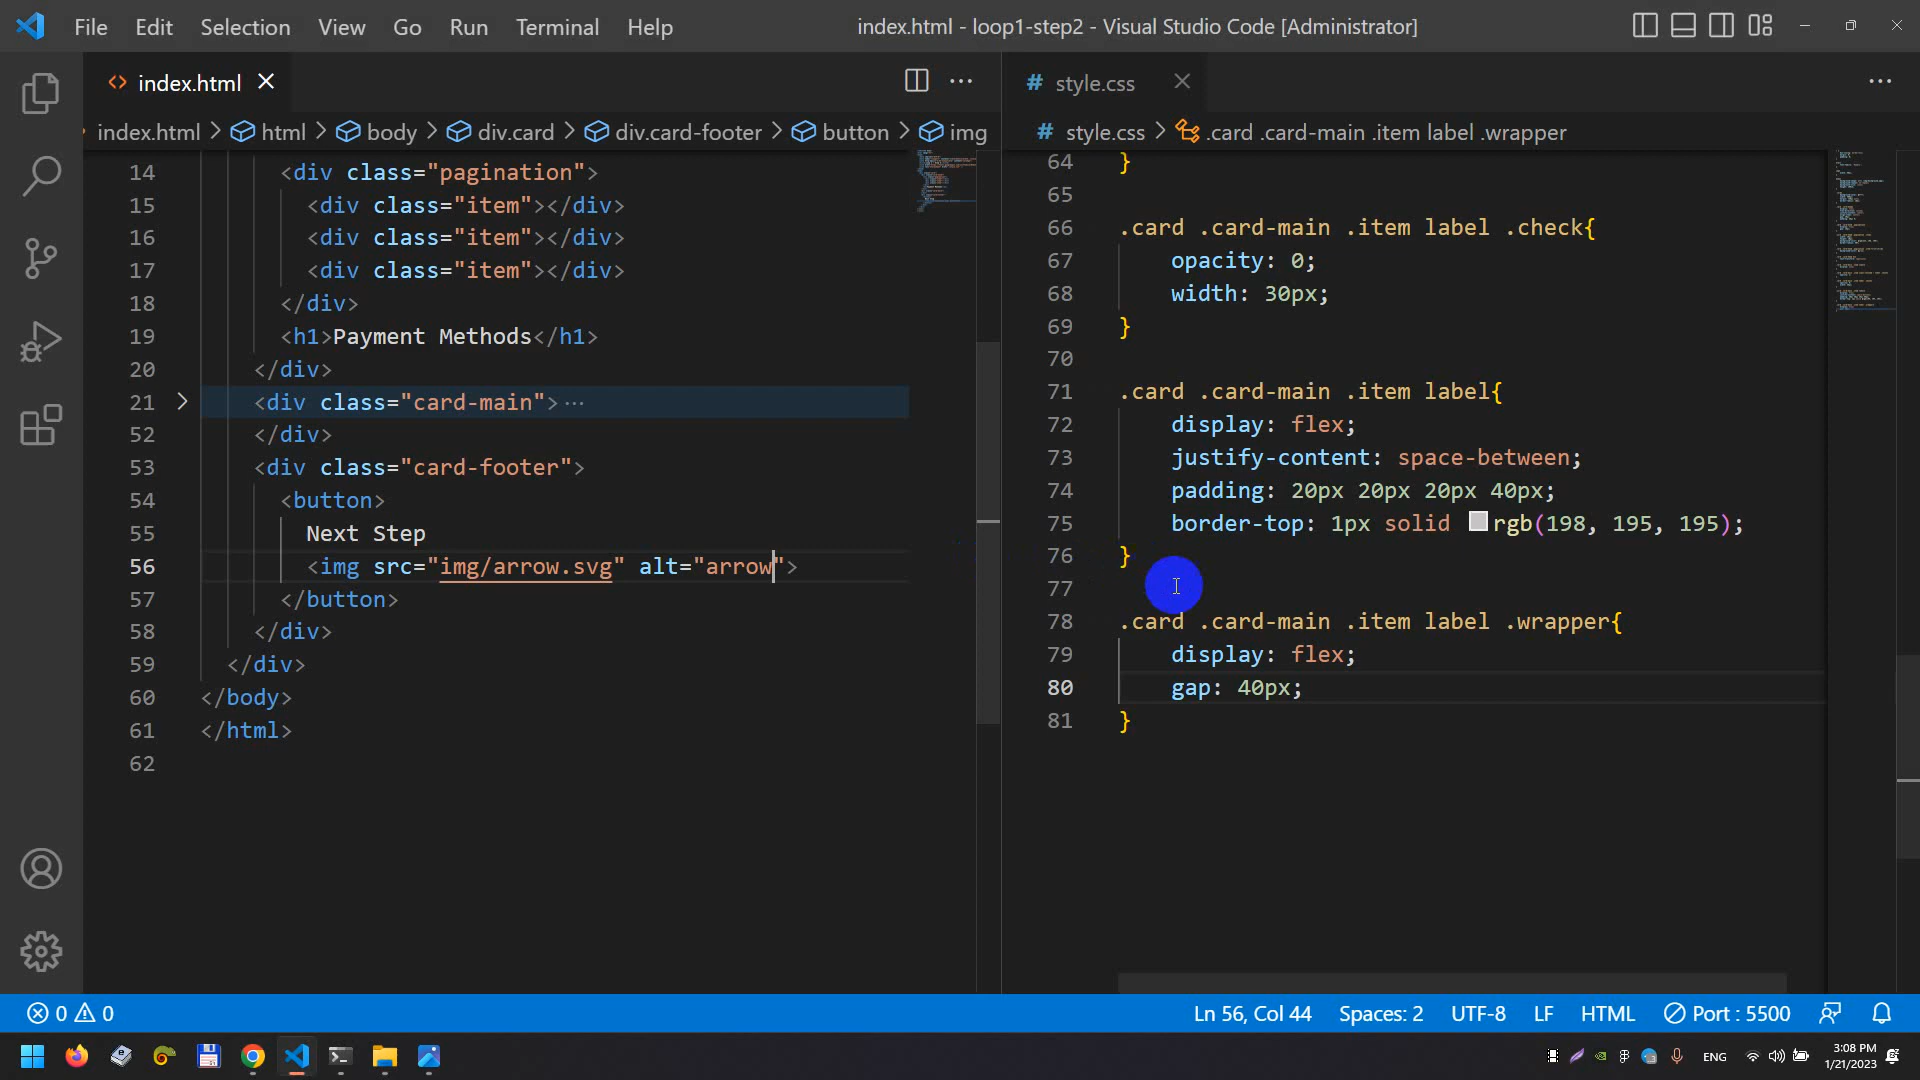 File Edit Selection View Go Run Terminal Help
index.html - loop1-step2 - Visual Studio Code [Administrator]
<> index.html
# style.css
index.html > html > body > div.card > div.card-footer > button > img
# style.css > .card .card-main .item label .wrapper
14 <div class="pagination">
15 <div class="item"></div>
16 <div class="item"></div>
17 <div class="item"></div>
18 </div>
19 <h1>Payment Methods</h1>
20 </div>
21 <div class="card-main">...
52 </div>
53 <div class="card-footer">
54 <button>
55 Next Step
56 <img src="img/arrow.svg" alt="arrow">
57 </button>
58 </div>
59 </div>
60 </body>
61 </html>
62
64 }
65
66 .card .card-main .item label .check{
67 opacity: 0;
68 width: 30px;
69 }
70
71 .card .card-main .item label{
72 display: flex;
73 justify-content: space-between;
74 padding: 20px 20px 20px 40px;
75 border-top: 1px solid rgb(198, 195, 195);
76 }
77
78 .card .card-main .item label .wrapper{
79 display: flex;
80 gap: 40px;
81 }
0 0
Ln 56, Col 44 Spaces: 2 UTF-8 LF HTML Port : 5500
ENG
3:08 PM
1/21/2023